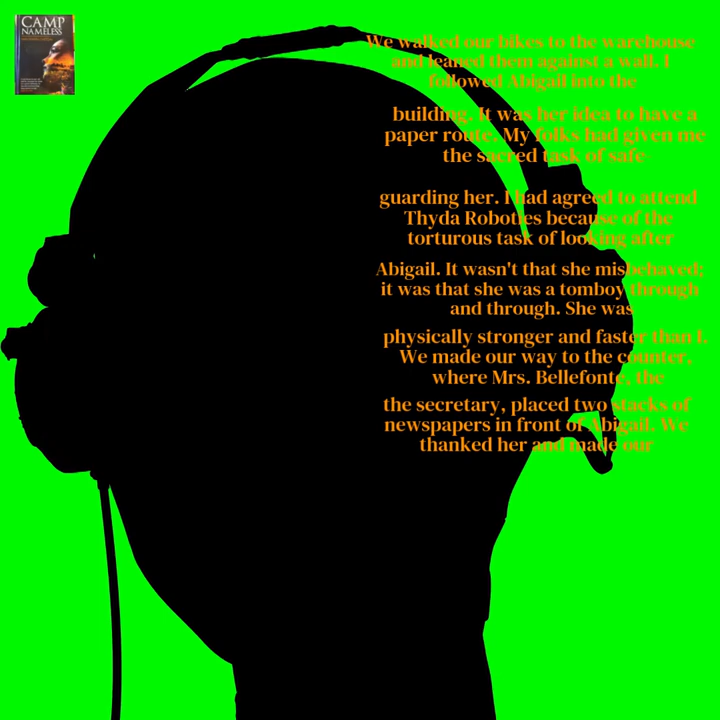 CAMP
NAMELESS
We walked our bikes to the warehouse
and leaned them against a wall. I
followed Abigail into the
building. It was her idea to have a
paper route. My folks had given me
the sacred task of safe
guarding her. I had agreed to attend
Thyda Roboties because of the
torturous task of looking after
Abigail. It wasn't that she misbehaved;
it was that she was a tomboy through
and through. She was
physically stronger and faster than I.
We made our way to the counter,
where Mrs. Bellefonte, the
the secretary, placed two stacks of
newspapers in front of Abigail. We
thanked her and made our